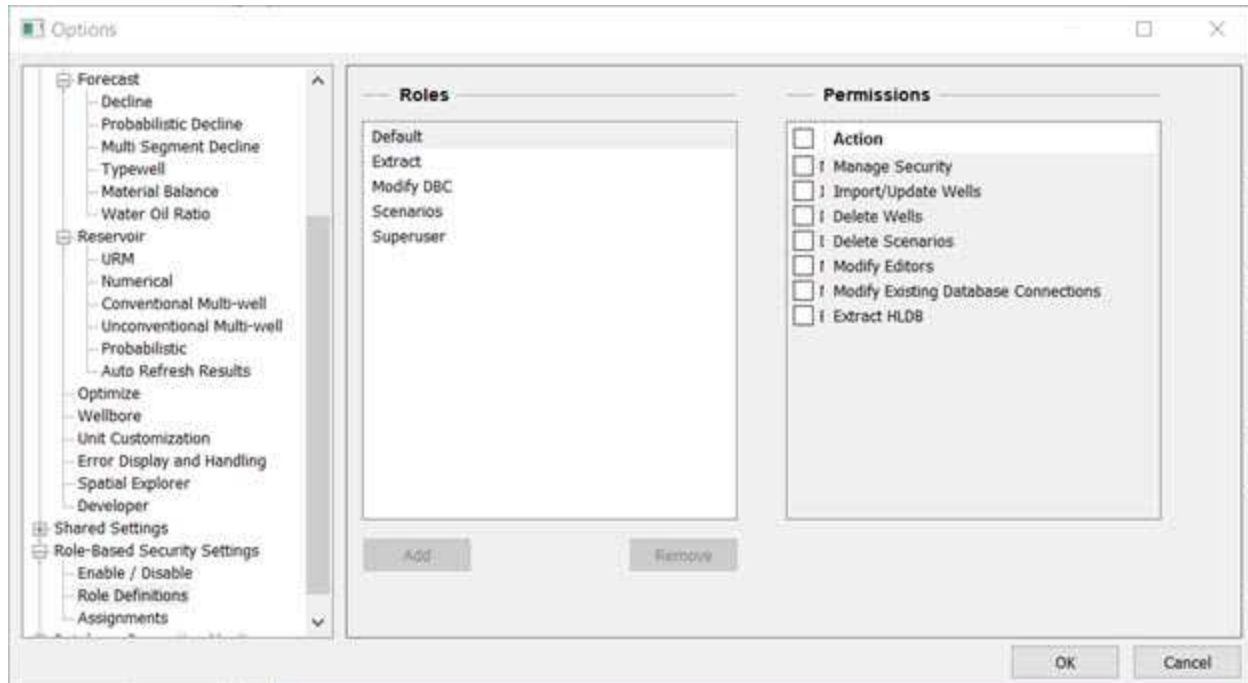 Options
Forecast
Decline
Probabilistic Decline
Multi Segment Decline
Typewell
Material Balance
Water Oil Ratio
Reservoir
URM
Numerical
Conventional Multi-well
Unconventional Multi-well
Probabilistic
Auto Refresh Results
Optimize
Wellbore
Unit Customization
Error Display and Handling
Spatial Explorer
Developer
Shared Settings
Role-Based Security Settings
Enable / Disable
Role Definitions
Assignments
Roles
Default
Extract
Modify DBC
Scenarios
Superuser
Add
Remove
Permissions
Action
Manage Security
Import/Update Wells
Delete Wells
Delete Scenarios
Modify Editors
Modify Existing Database Connections
Extract HLDB
OK
Cancel